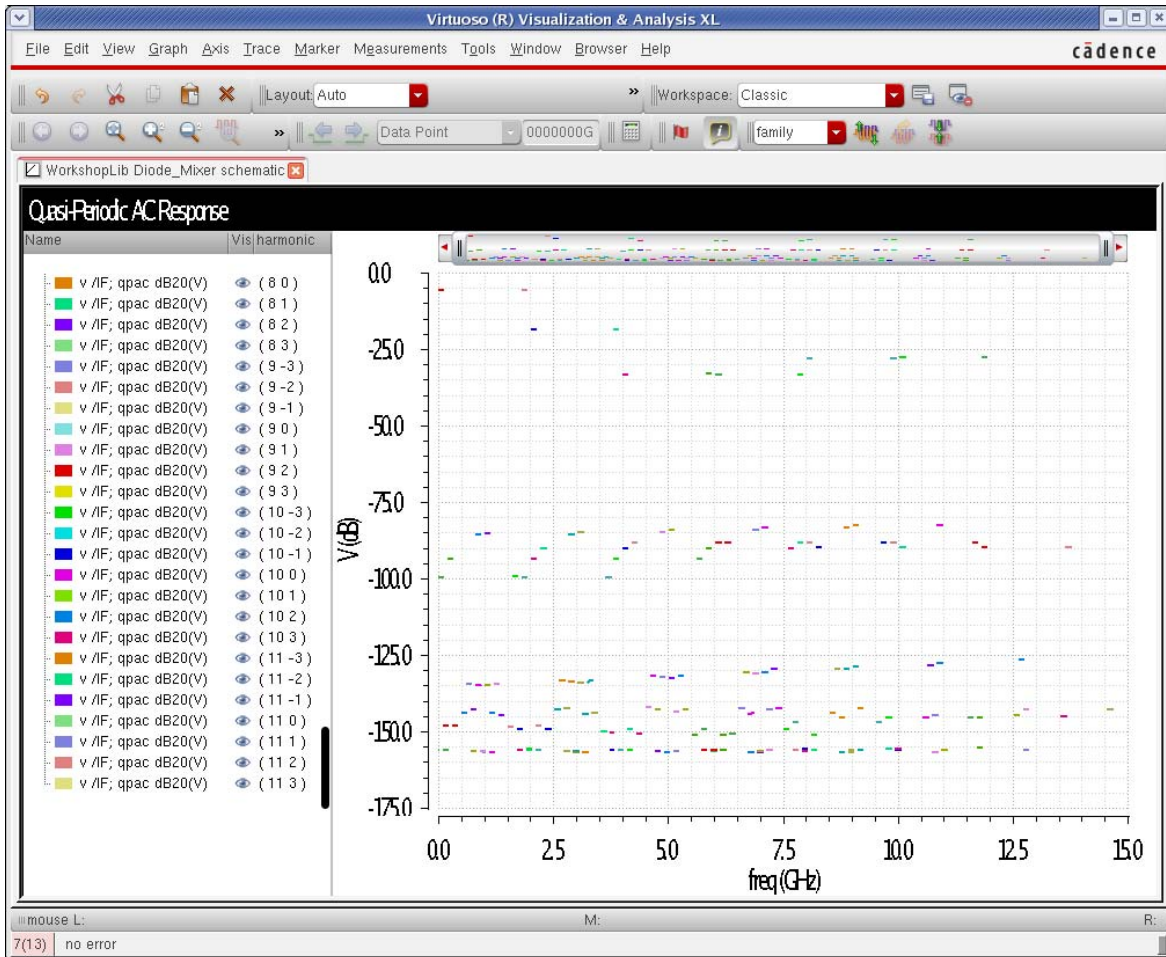 Virtuoso (R) Visualization & Analysis XL
File Edit View Graph Axis Trace Marker Measurements Tools Window Browser Help
cādence
Layout: Auto » Workspace: Classic
» Data Point 0000000G family
WorkshopLib Diode_Mixer schematic
Quasi-Periodic AC Response
Name Vis harmonic
v /IF; qpac dB20(V) ( 8 0 )
v /IF; qpac dB20(V) ( 8 1 )
v /IF; qpac dB20(V) ( 8 2 )
v /IF; qpac dB20(V) ( 8 3 )
v /IF; qpac dB20(V) ( 9 -3 )
v /IF; qpac dB20(V) ( 9 -2 )
v /IF; qpac dB20(V) ( 9 -1 )
v /IF; qpac dB20(V) ( 9 0 )
v /IF; qpac dB20(V) ( 9 1 )
v /IF; qpac dB20(V) ( 9 2 )
v /IF; qpac dB20(V) ( 9 3 )
v /IF; qpac dB20(V) ( 10 -3 )
v /IF; qpac dB20(V) ( 10 -2 )
v /IF; qpac dB20(V) ( 10 -1 )
v /IF; qpac dB20(V) ( 10 0 )
v /IF; qpac dB20(V) ( 10 1 )
v /IF; qpac dB20(V) ( 10 2 )
v /IF; qpac dB20(V) ( 10 3 )
v /IF; qpac dB20(V) ( 11 -3 )
v /IF; qpac dB20(V) ( 11 -2 )
v /IF; qpac dB20(V) ( 11 -1 )
v /IF; qpac dB20(V) ( 11 0 )
v /IF; qpac dB20(V) ( 11 1 )
v /IF; qpac dB20(V) ( 11 2 )
v /IF; qpac dB20(V) ( 11 3 )
V (dB)
0.0
-25.0
-50.0
-75.0
-100.0
-125.0
-150.0
-175.0
0.0 2.5 5.0 7.5 10.0 12.5 15.0
freq (GHz)
mouse L: M: R:
7(13) no error